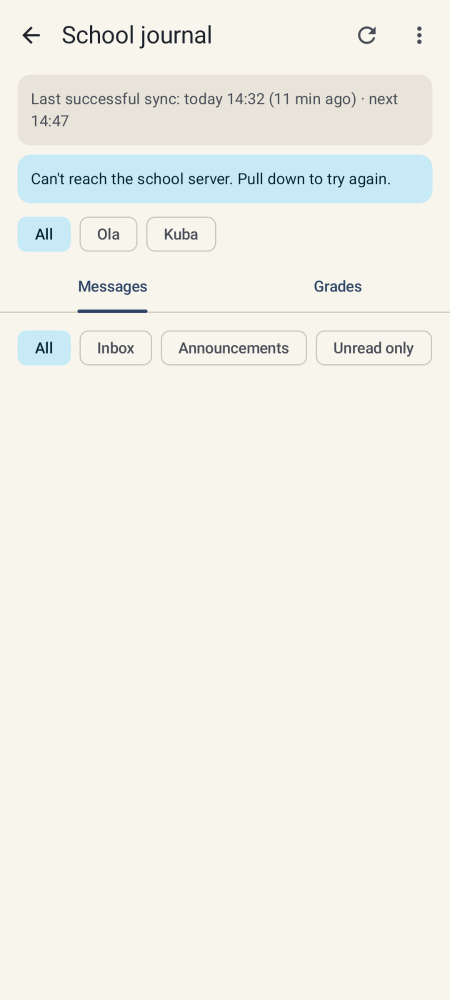 School journal
Last successful sync: today 14:32 (11 min ago) · next
14:47
Can't reach the school server. Pull down to try again.
All Ola Kuba
Messages Grades
All Inbox Announcements Unread only